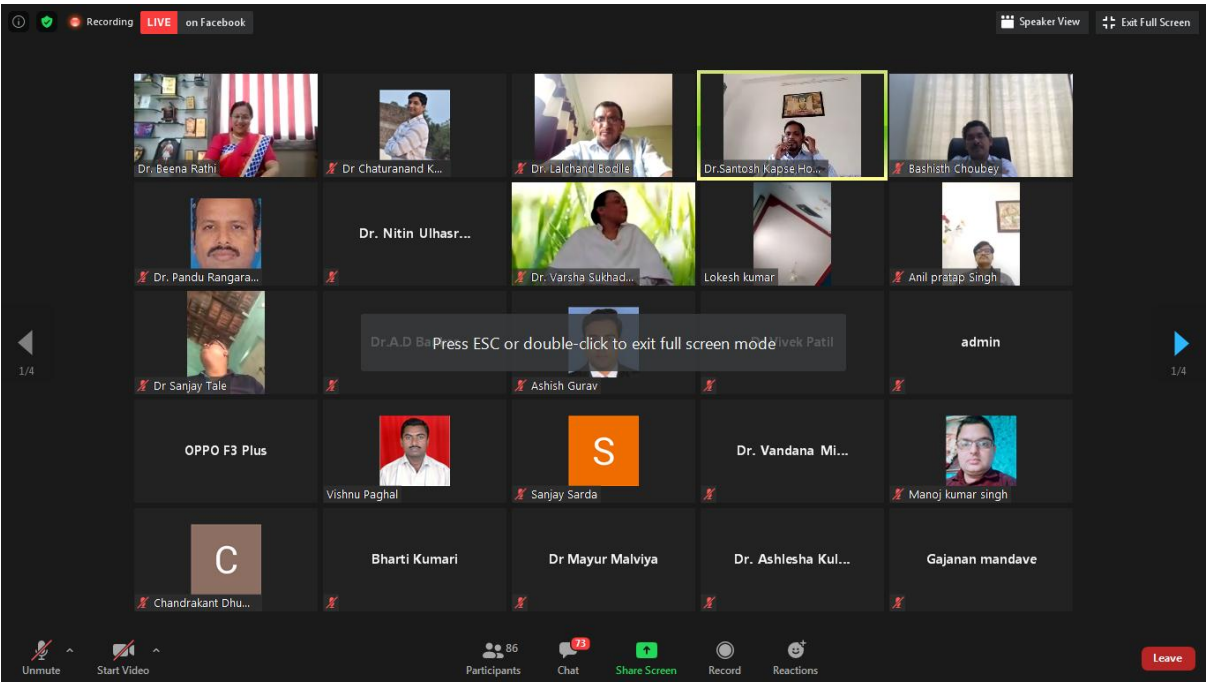 Recording LIVE on Facebook Speaker View Exit Full Screen
Dr. Beena Rathi Dr Chaturanand K... Dr. Lalchand Bodile Dr.Santosh Kapse,Ho... Bashisth Choubey
Dr. Nitin Ulhasr...
Dr. Pandu Rangara... Dr. Varsha Sukhad... Lokesh kumar Anil pratap Singh
Dr.A.D Press ESC or double-click to exit full screen mode Vivek Patil admin
1/4 1/4
Dr Sanjay Tale Ashish Gurav
OPPO F3 Plus S Dr. Vandana Mi...
Vishnu Paghal Sanjay Sarda Manoj kumar singh
C Bharti Kumari Dr Mayur Malviya Dr. Ashlesha Kul... Gajanan mandave
Chandrakant Dhu...
86 73
Unmute Start Video Participants Chat Share Screen Record Reactions Leave